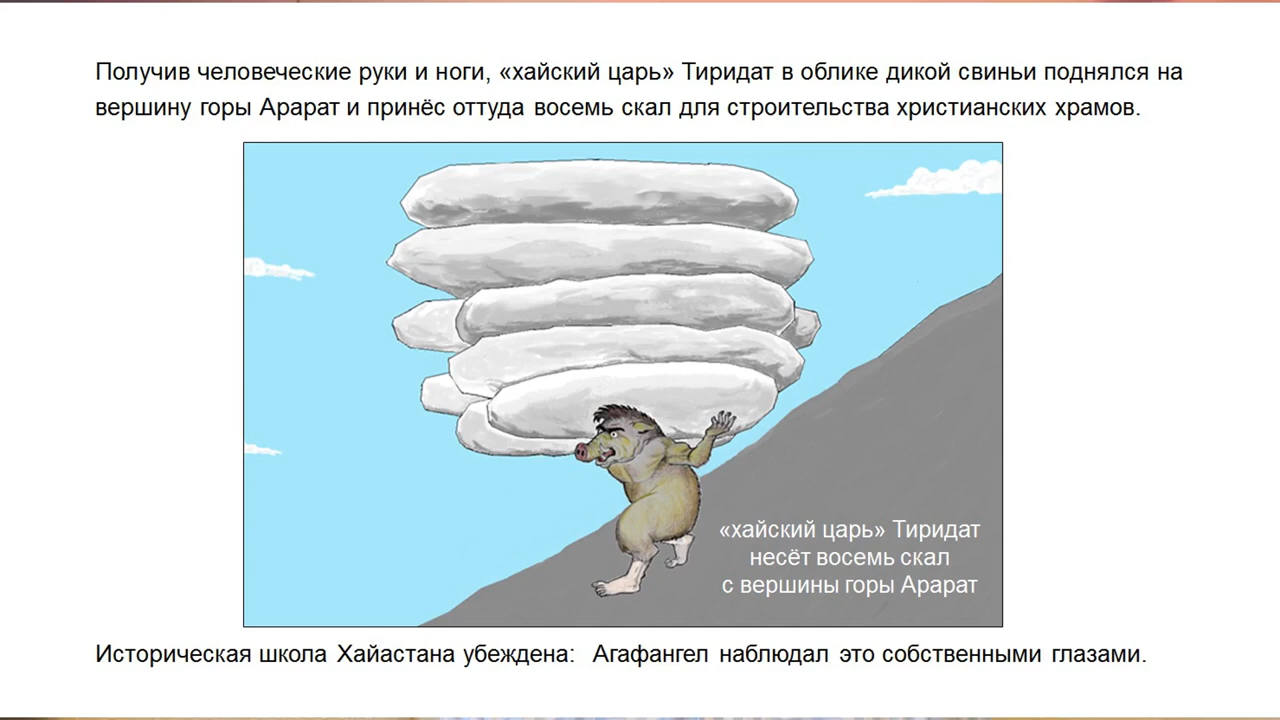 Получив человеческие руки и ноги, «хайский царь» Тиридат в облике дикой свиньи поднялся на
вершину горы Арарат и принёс оттуда восемь скал для строительства христианских храмов.
«хайский царь» Тиридат
несёт восемь скал
с вершины горы Арарат
Историческая школа Хайастана убеждена: Агафангел наблюдал это собственными глазами.